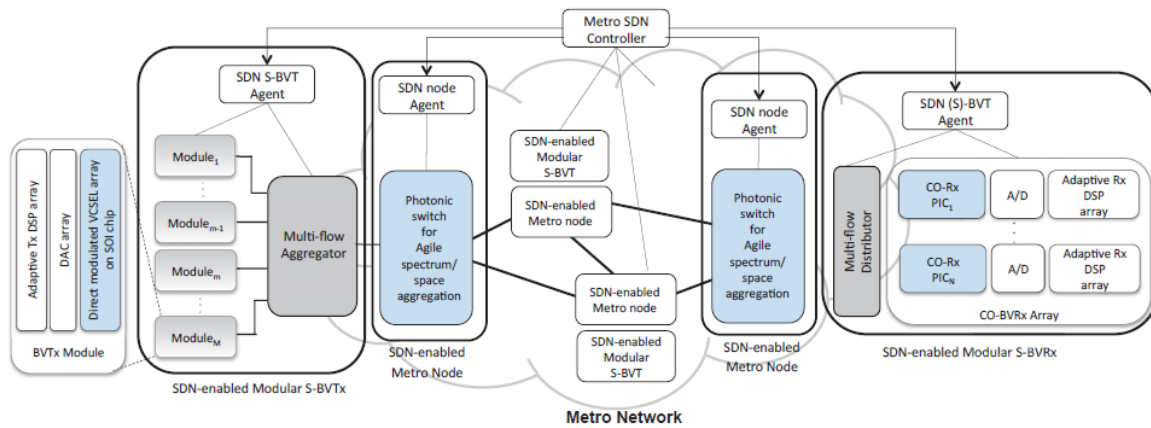 Metro SDN
Controller
SDN S-BVT
Agent
SDN node
Agent
SDN node
Agent
SDN (S)-BVT
Agent
Adaptive Tx DSP array
DAC array
Direct modulated VCSEL array
on SOI chip
BVTx Module
Module1
Modulem-1
Modulem
ModuleM
Multi-flow
Aggregator
SDN-enabled Modular S-BVTx
Photonic
switch
for
Agile
spectrum/
space
aggregation
SDN-enabled
Metro Node
SDN-enabled
Modular
S-BVT
SDN-enabled
Metro node
SDN-enabled
Metro node
SDN-enabled
Modular
S-BVT
Metro Network
Photonic
switch
for
Agile
spectrum/
space
aggregation
SDN-enabled
Metro Node
Multi-flow
Distributor
CO-Rx
PIC1
A/D
Adaptive Rx
DSP
array
CO-Rx
PICN
A/D
Adaptive Rx
DSP
array
CO-BVRx Array
SDN-enabled Modular S-BVRx